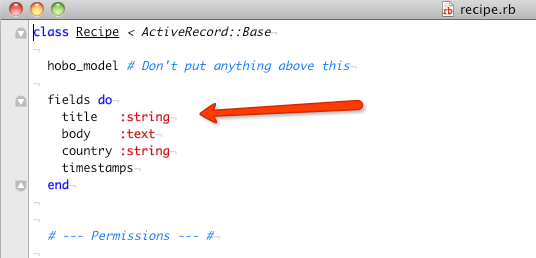 recipe.rb
class Recipe < ActiveRecord::Base
hobo_model # Don't put anything above this
fields do
title :string
body :text
country :string
timestamps
end
# --- Permissions --- #